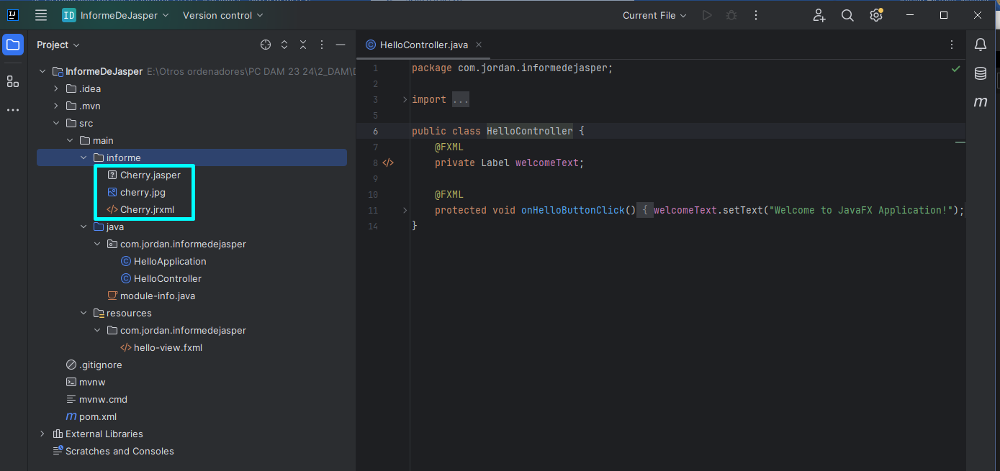 ID InformeDeJasper Version control Current File
Project
HelloController.java
InformeDeJasper E:\Otros ordenadores\PC DAM 23 24\2_DAM\D
.idea
.mvn
src
main
informe
Cherry.jasper
cherry.jpg
Cherry.jrxml
java
com.jordan.informedejasper
HelloApplication
HelloController
module-info.java
resources
com.jordan.informedejasper
hello-view.fxml
.gitignore
mvnw
mvnw.cmd
pom.xml
External Libraries
Scratches and Consoles
1 package com.jordan.informedejasper;
2
3 import ...
5
6 public class HelloController {
7 @FXML
8 private Label welcomeText;
9
10 @FXML
11 protected void onHelloButtonClick() { welcomeText.setText("Welcome to JavaFX Application!");
14 }